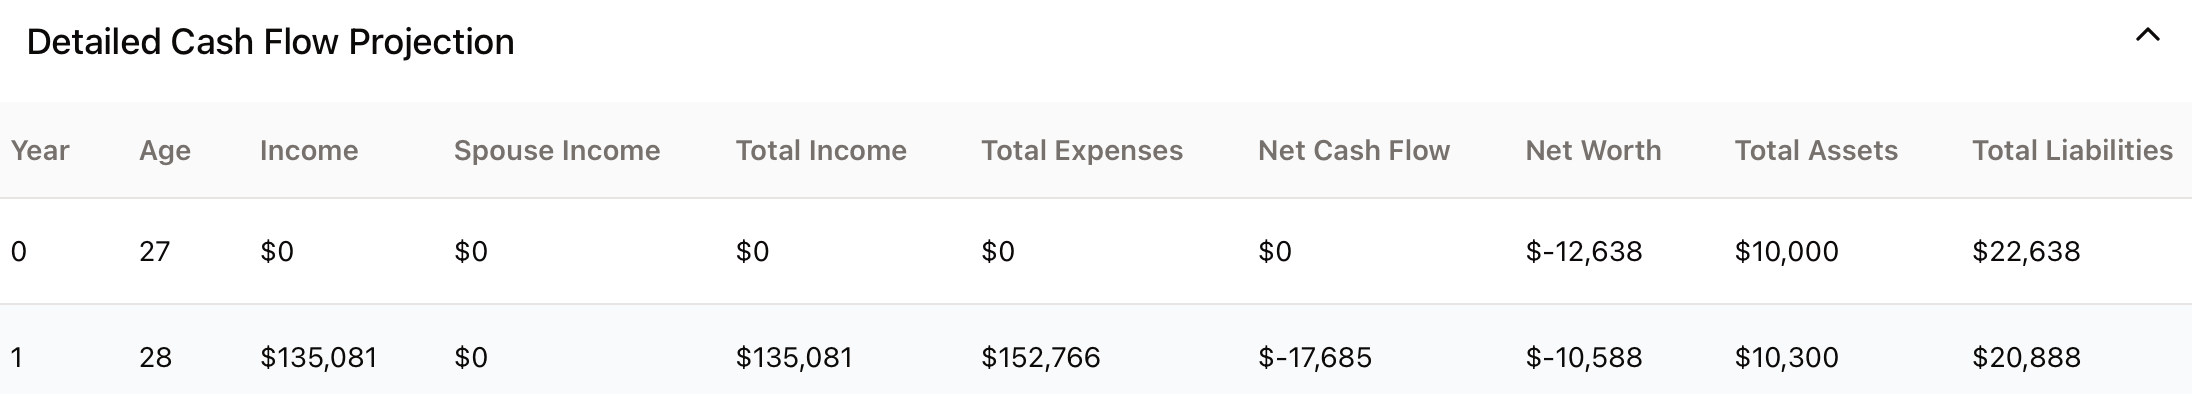 Detailed Cash Flow Projection
Year Age Income Spouse Income Total Income Total Expenses Net Cash Flow Net Worth Total Assets Total Liabilities
0 27 $0 $0 $0 $0 $0 $-12,638 $10,000 $22,638
1 28 $135,081 $0 $135,081 $152,766 $-17,685 $-10,588 $10,300 $20,888